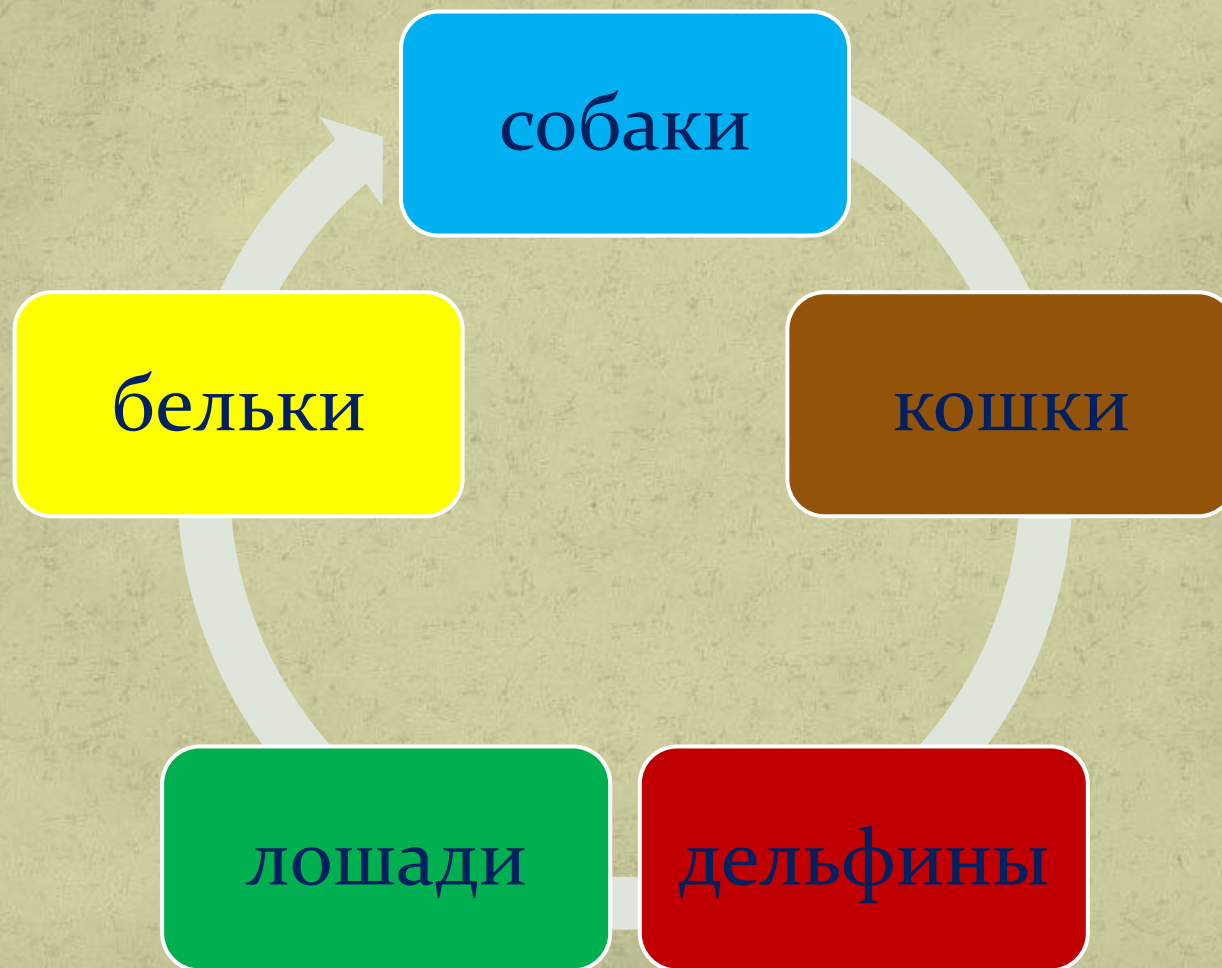 собаки
кошки
дельфины
лошади
бельки